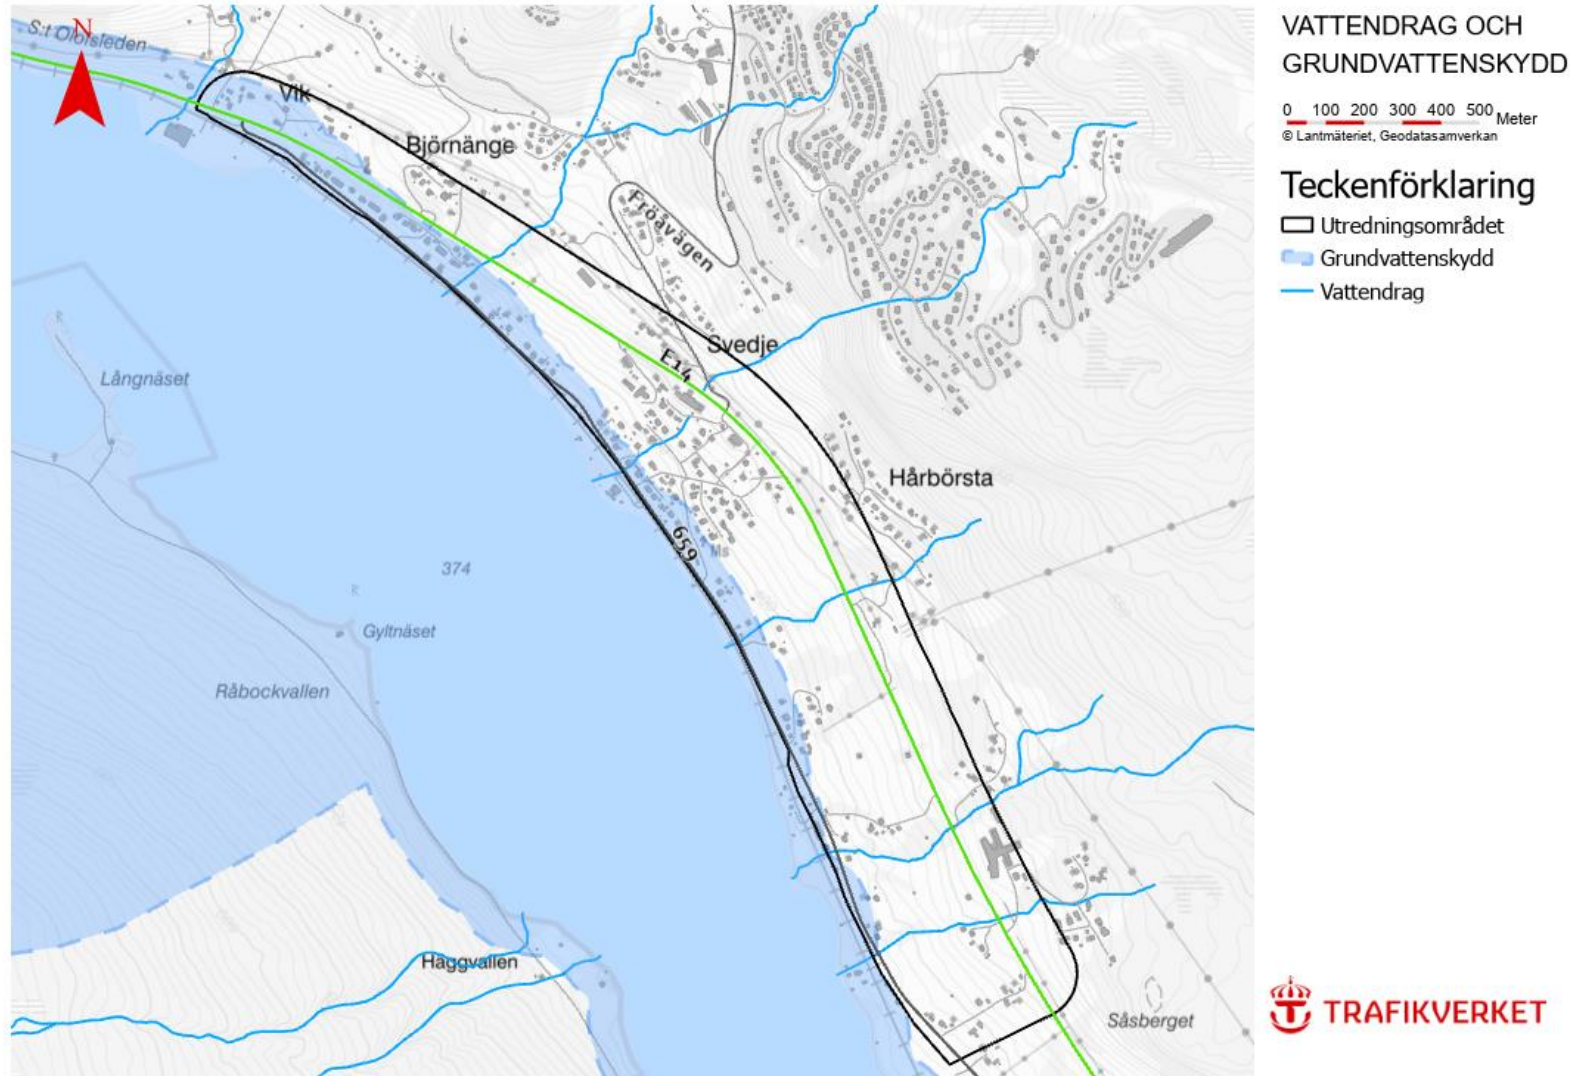 S:t Olofsleden
N
Vik
Björnänge
Fröåvägen
Svedje
E14
Långnäset
Hårbörsta
659
Ms
374
Gyltnäset
Råbockvallen
Häggvallen
Såsberget
VATTENDRAG OCH
GRUNDVATTENSKYDD
0 100 200 300 400 500 Meter
© Lantmäteriet, Geodatasamverkan
Teckenförklaring
Utredningsområdet
Grundvattenskydd
Vattendrag
TRAFIKVERKET